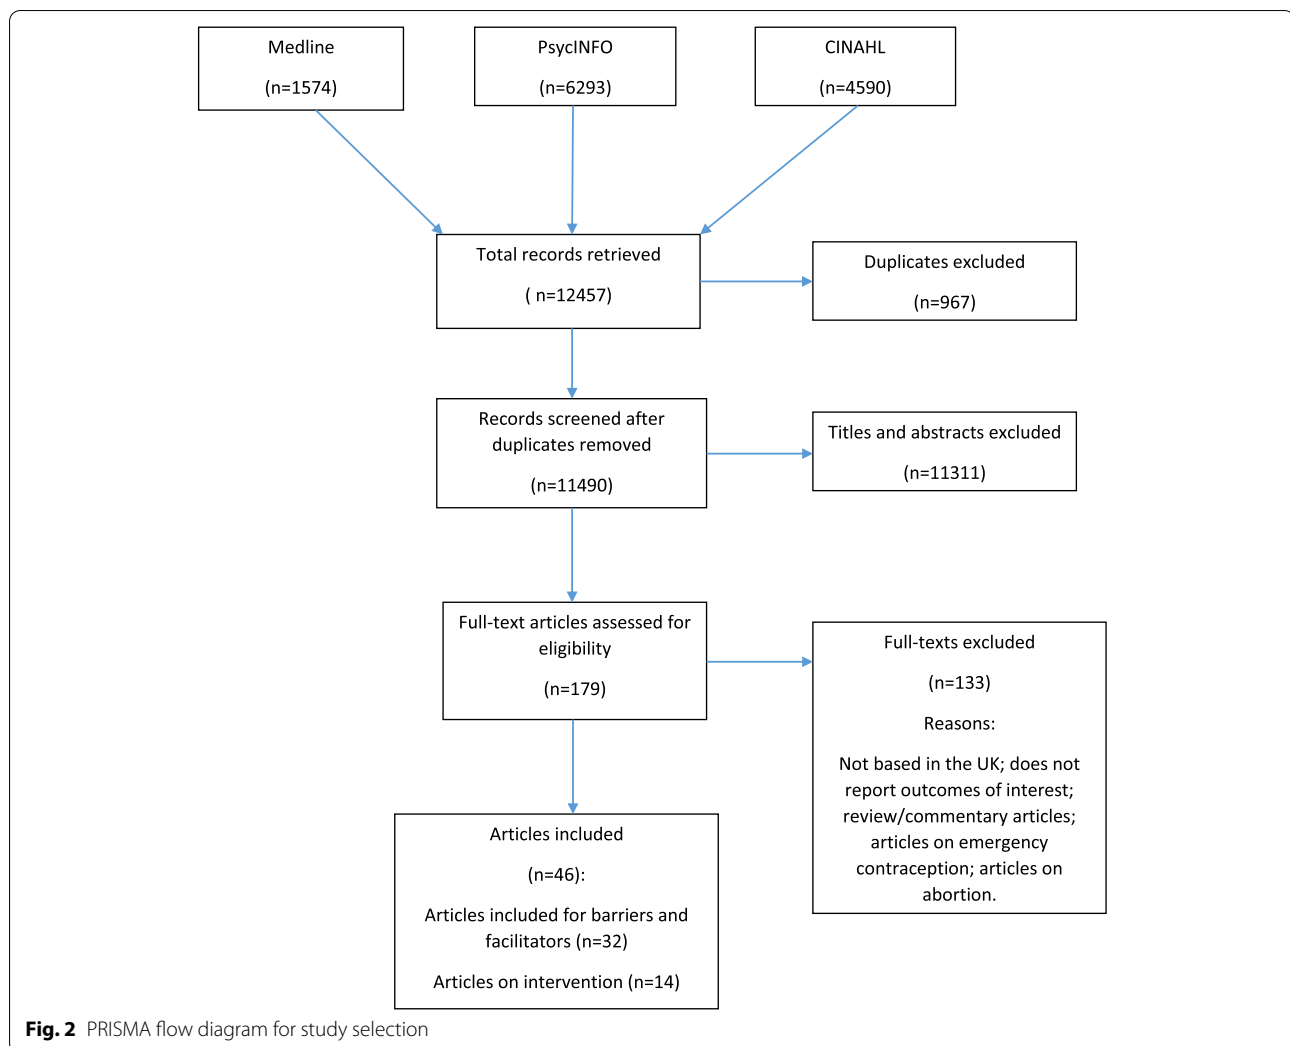 Medline
(n=1574)
PsycINFO
(n=6293)
CINAHL
(n=4590)
Total records retrieved
( n=12457)
Duplicates excluded
(n=967)
Records screened after
duplicates removed
(n=11490)
Titles and abstracts excluded
(n=11311)
Full-text articles assessed for
eligibility
(n=179)
Full-texts excluded
(n=133)
Reasons:
Not based in the UK; does not
report outcomes of interest;
review/commentary articles;
articles on emergency
contraception; articles on
abortion.
Articles included
(n=46):
Articles included for barriers and
facilitators (n=32)
Articles on intervention (n=14)
Fig. 2 PRISMA flow diagram for study selection